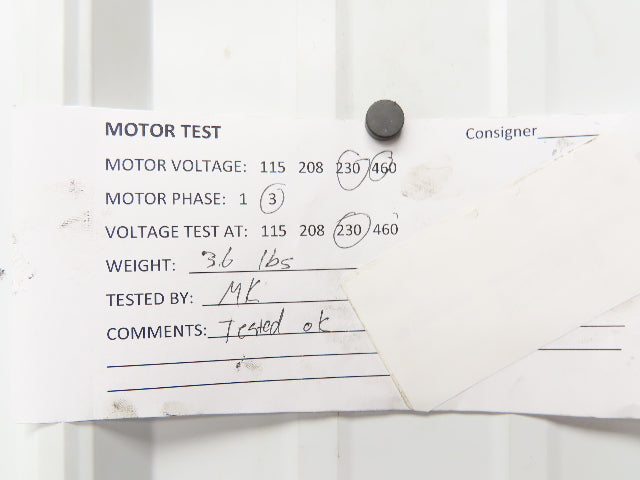 MOTOR TEST Consigner
MOTOR VOLTAGE: 115 208 230 460
MOTOR PHASE: 1 3
VOLTAGE TEST AT: 115 208 230 460
WEIGHT: 36 lbs
TESTED BY: MK
COMMENTS: Tested ok